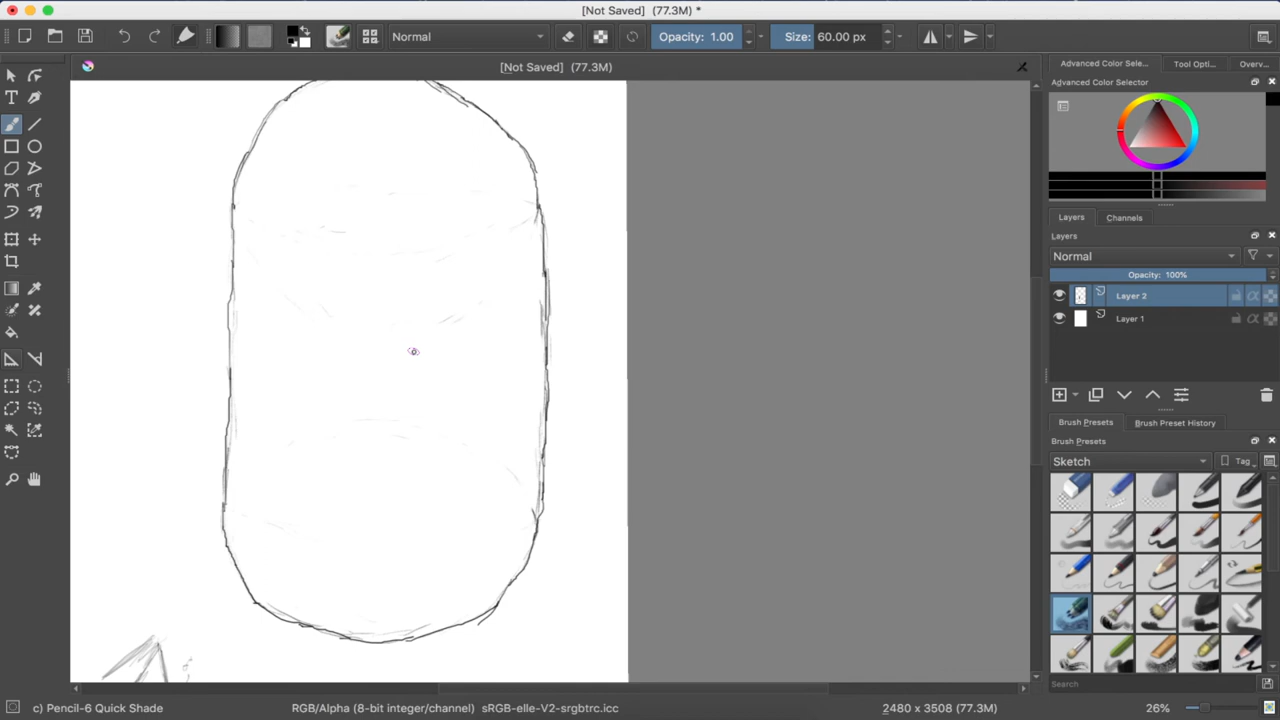 [Not Saved] (77.3M) *
Normal
Opacity: 1.00
Size: 60.00 px
[Not Saved] (77.3M)
Advanced Color Sele...
Tool Opti...
Overv...
Advanced Color Selector
Layers
Channels
Layers
Normal
Opacity: 100%
Layer 2
Layer 1
Brush Presets
Brush Preset History
Brush Presets
Sketch
Tag
Search
c) Pencil-6 Quick Shade
RGB/Alpha (8-bit integer/channel) sRGB-elle-V2-srgbtrc.icc
2480 x 3508 (77.3M)
26%